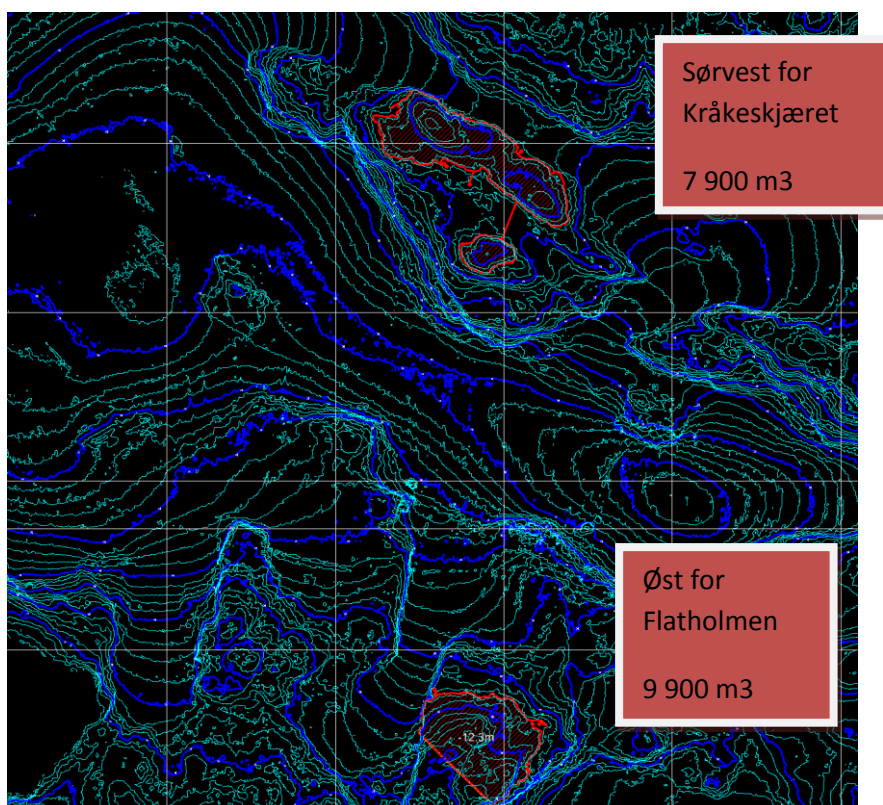 Sørvest for
Kråkeskjæret
7 900 m3
Øst for
Flatholmen
9 900 m3
-12.3m